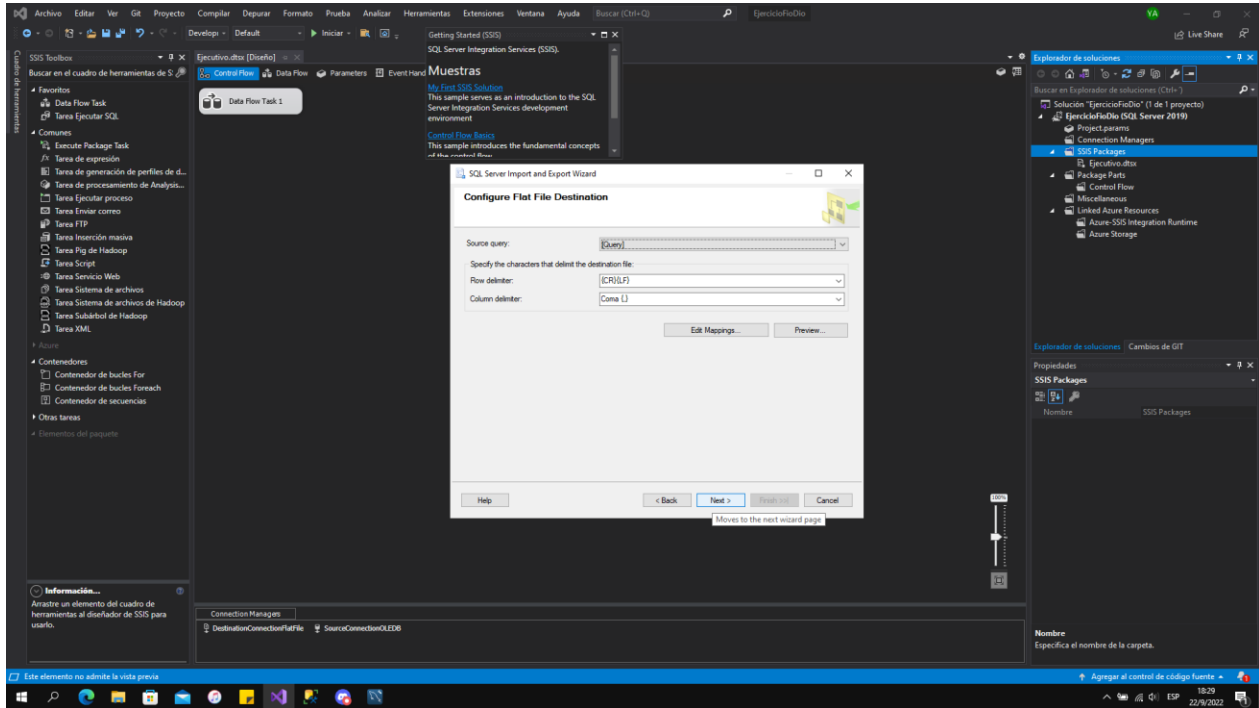 Archivo Editar Ver Git Proyecto Compilar Depurar Formato Prueba Analizar Herramientas Extensiones Ventana Ayuda Buscar (Ctrl+Q) EjercicioFioDio YA
Develop Default Iniciar Live Share
Cuadro de herramientas
SSIS Toolbox
Buscar en el cuadro de herramientas de S
Favoritos
Data Flow Task
Tarea Ejecutar SQL
Comunes
Execute Package Task
Tarea de expresión
Tarea de generación de perfiles de d...
Tarea de procesamiento de Analysis...
Tarea Ejecutar proceso
Tarea Enviar correo
Tarea FTP
Tarea Inserción masiva
Tarea Pig de Hadoop
Tarea Script
Tarea Servicio Web
Tarea Sistema de archivos
Tarea Sistema de archivos de Hadoop
Tarea Subárbol de Hadoop
Tarea XML
Azure
Contenedores
Contenedor de bucles For
Contenedor de bucles Foreach
Contenedor de secuencias
Otras tareas
Elementos del paquete
Información...
Arrastre un elemento del cuadro de
herramientas al diseñador de SSIS para
usarlo.
Ejecutivo.dtsx [Diseño]
Control Flow Data Flow Parameters Event Hand
Data Flow Task 1
Getting Started (SSIS)
SQL Server Integration Services (SSIS).
Muestras
My First SSIS Solution
This sample serves as an introduction to the SQL
Server Integration Services development
environment
Control Flow Basics
This sample introduces the fundamental concepts
of the control flow
SQL Server Import and Export Wizard
Configure Flat File Destination
Source query: [Query]
Specify the characters that delimit the destination file:
Row delimiter: {CR}{LF}
Column delimiter: Coma {,}
Edit Mappings... Preview...
Help < Back Next > Finish >>| Cancel
Moves to the next wizard page
100%
Connection Managers
DestinationConnectionFlatFile SourceConnectionOLEDB
Explorador de soluciones
Buscar en Explorador de soluciones (Ctrl+´)
Solución "EjercicioFioDio" (1 de 1 proyecto)
EjercicioFioDio (SQL Server 2019)
Project.params
Connection Managers
SSIS Packages
Ejecutivo.dtsx
Package Parts
Control Flow
Miscellaneous
Linked Azure Resources
Azure-SSIS Integration Runtime
Azure Storage
Explorador de soluciones Cambios de GIT
Propiedades
SSIS Packages
Nombre SSIS Packages
Nombre
Especifica el nombre de la carpeta.
Este elemento no admite la vista previa Agregar al control de código fuente
ESP 18:29
22/9/2022